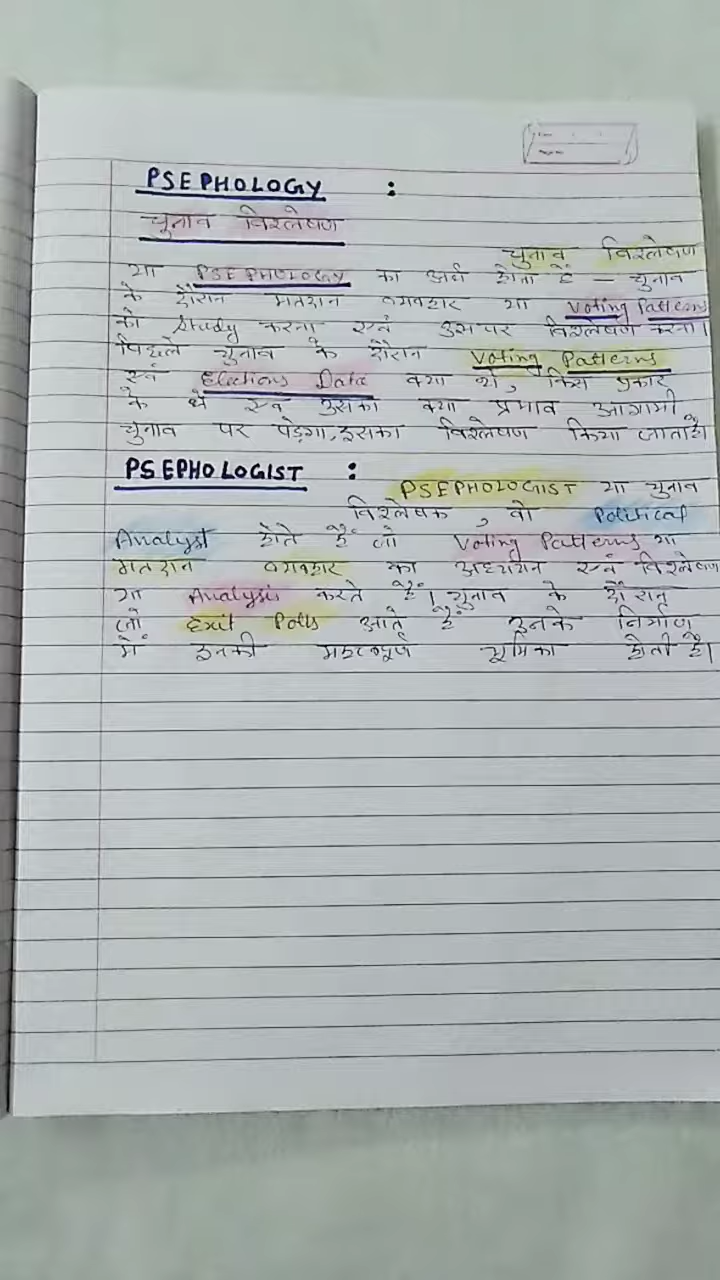 PSEPHOLOGY :
चुनाव विश्लेषण
चुनाव विश्लेषण
या PSEPHOLOGY का अर्थ होता है – चुनाव
के दौरान मतदान व्यवहार या Voting Patterns
को Study करना एवं उसपर विश्लेषण करना।
पिछले चुनाव के दौरान Voting Patterns
एवं Elections Data क्या थे, किस प्रकार
के थे एवं उसका क्या प्रभाव आगामी
चुनाव पर पड़ेगा, इसका विश्लेषण किया जाता है।
PSEPHOLOGIST :
PSEPHOLOGIST या चुनाव
विश्लेषक, वो Political
Analyst होते हैं जो Voting Patterns या
मतदान व्यवहार का अध्ययन एवं विश्लेषण
या Analysis करते हैं। चुनाव के दौरान
जो Exit Polls आते हैं उनके निर्माण
में इनकी महत्वपूर्ण भूमिका होती है।